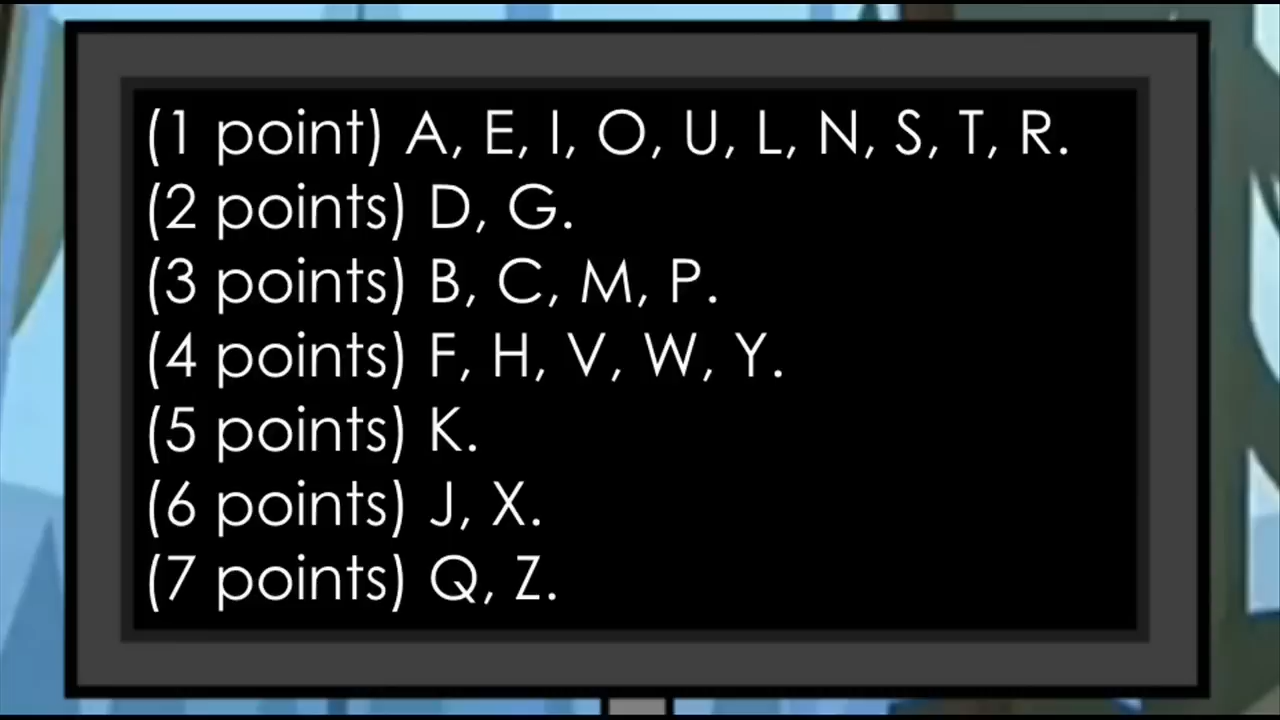 (1 point) A, E, I, O, U, L, N, S, T, R.
(2 points) D, G.
(3 points) B, C, M, P.
(4 points) F, H, V, W, Y.
(5 points) K.
(6 points) J, X.
(7 points) Q, Z.